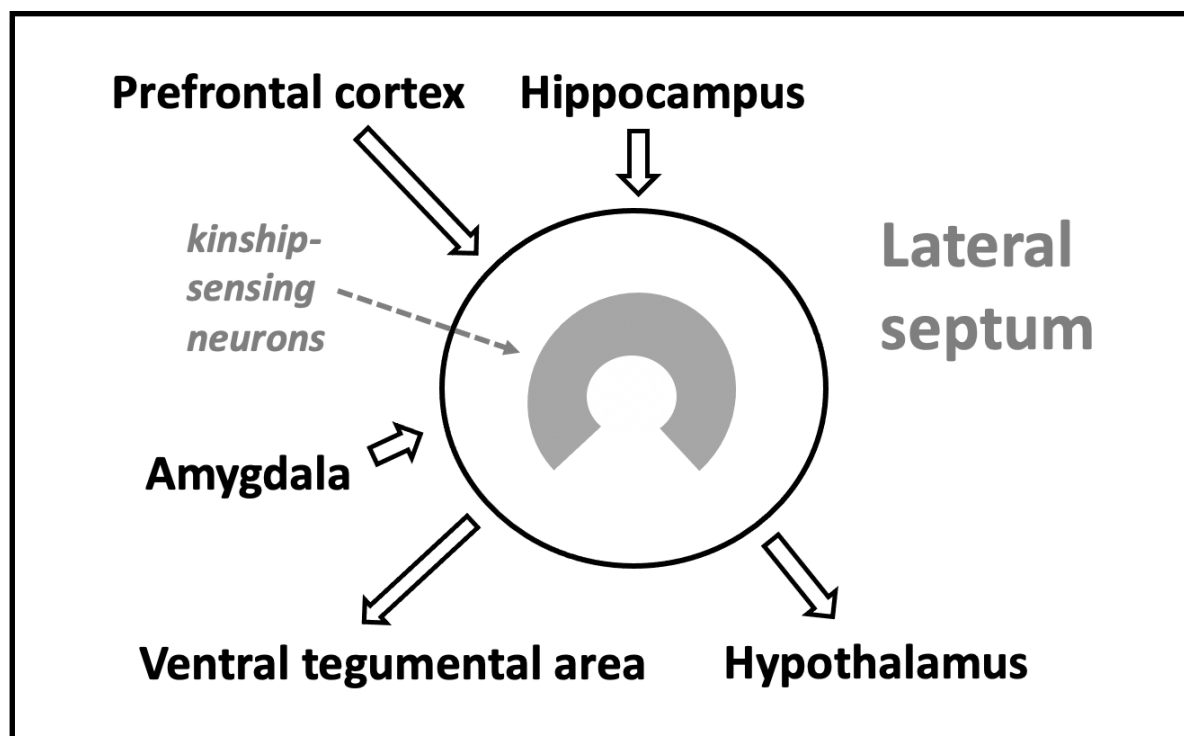 Prefrontal cortex
Hippocampus
kinship-
sensing
neurons
Lateral
septum
Amygdala
Ventral tegmental area
Hypothalamus